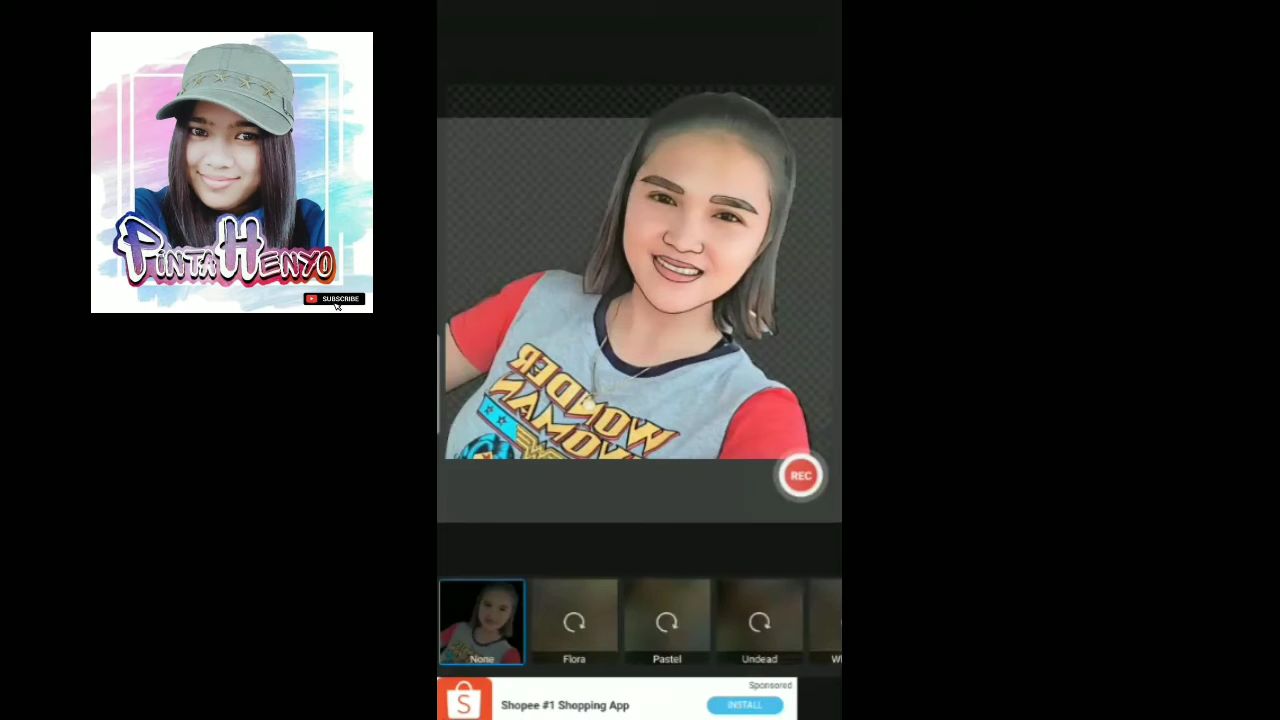 PINTAHENYO
SUBSCRIBE
WONDER
WOMAN
REC
None
Flora
Pastel
Undead
Sponsored
Shopee #1 Shopping App
INSTALL